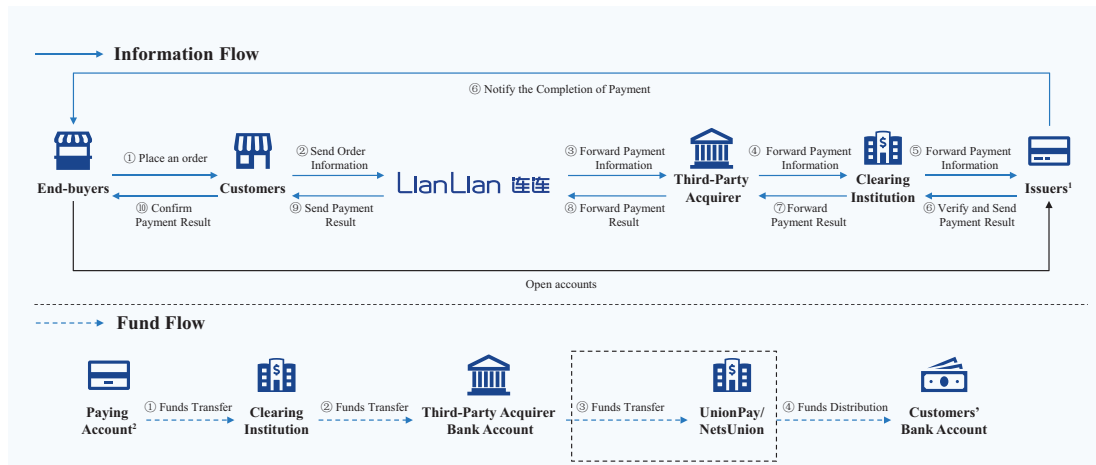 Information Flow
⑥ Notify the Completion of Payment
① Place an order
② Send Order
Information
③ Forward Payment
Information
④ Forward Payment
Information
⑤ Forward Payment
Information
End-buyers
Customers
LianLian 连连
Third-Party
Acquirer
Clearing
Institution
Issuers¹
⑩ Confirm
Payment Result
⑨ Send Payment
Result
⑧ Forward Payment
Result
⑦ Forward
Payment Result
⑥ Verify and Send
Payment Result
Open accounts
Fund Flow
Paying
Account²
① Funds Transfer
Clearing
Institution
② Funds Transfer
Third-Party Acquirer
Bank Account
③ Funds Transfer
UnionPay/
NetsUnion
④ Funds Distribution
Customers’
Bank Account
$
$